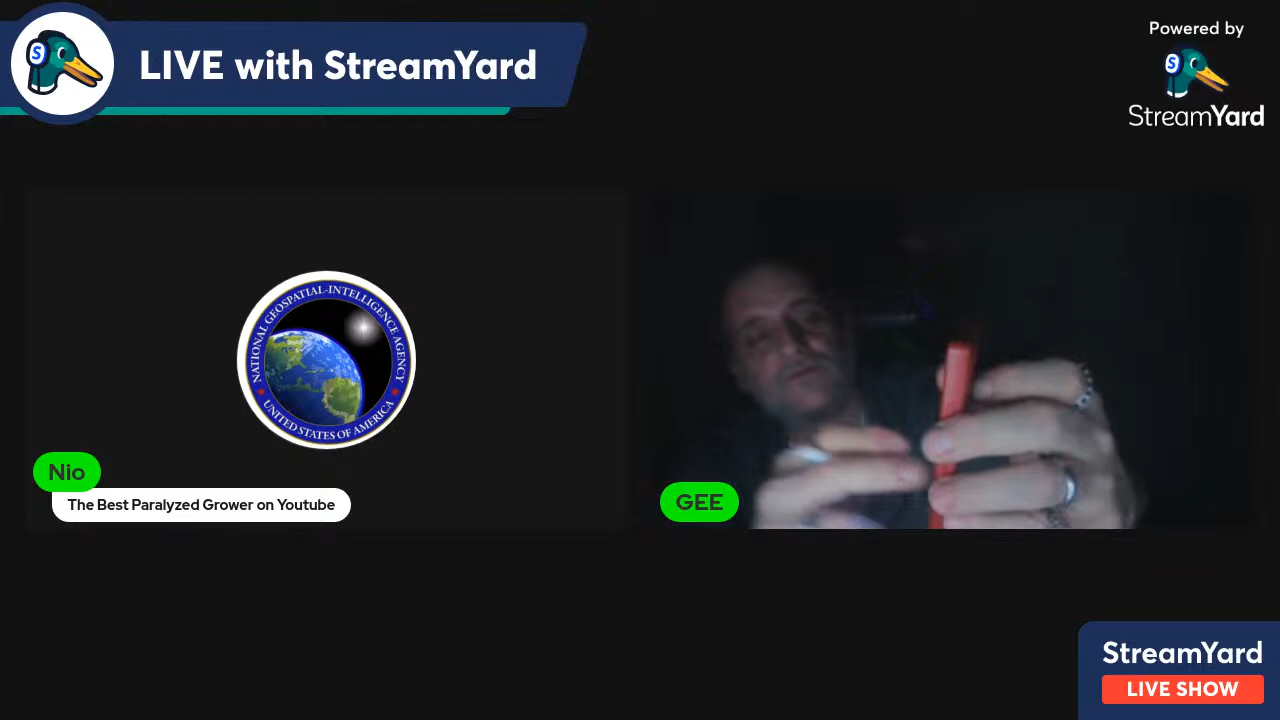 S
LIVE with StreamYard
Powered by
S
StreamYard
NATIONAL GEOSPATIAL-INTELLIGENCE AGENCY
UNITED STATES OF AMERICA
Nio
The Best Paralyzed Grower on Youtube
GEE
StreamYard
LIVE SHOW